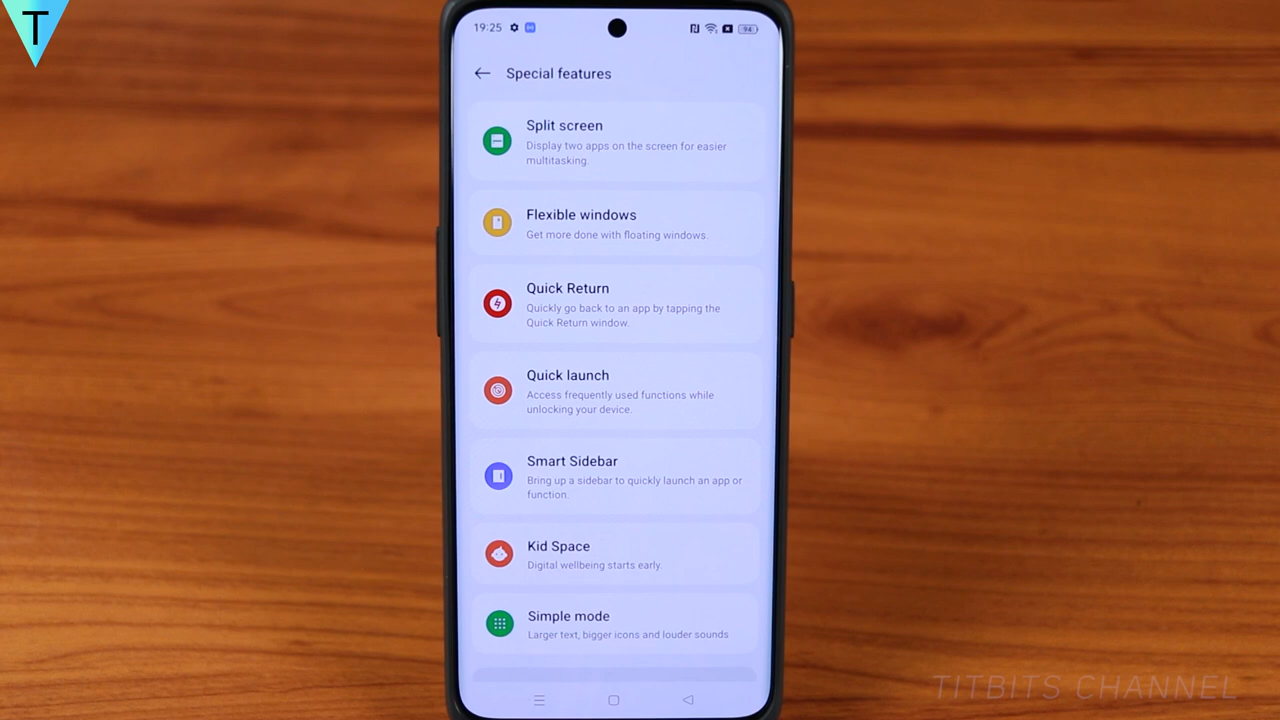 T
19:25
94
Special features
Split screen
Display two apps on the screen for easier
multitasking.
Flexible windows
Get more done with floating windows.
Quick Return
Quickly go back to an app by tapping the
Quick Return window.
Quick launch
Access frequently used functions while
unlocking your device.
Smart Sidebar
Bring up a sidebar to quickly launch an app or
function.
Kid Space
Digital wellbeing starts early.
Simple mode
Larger text, bigger icons and louder sounds
TITBITS CHANNEL